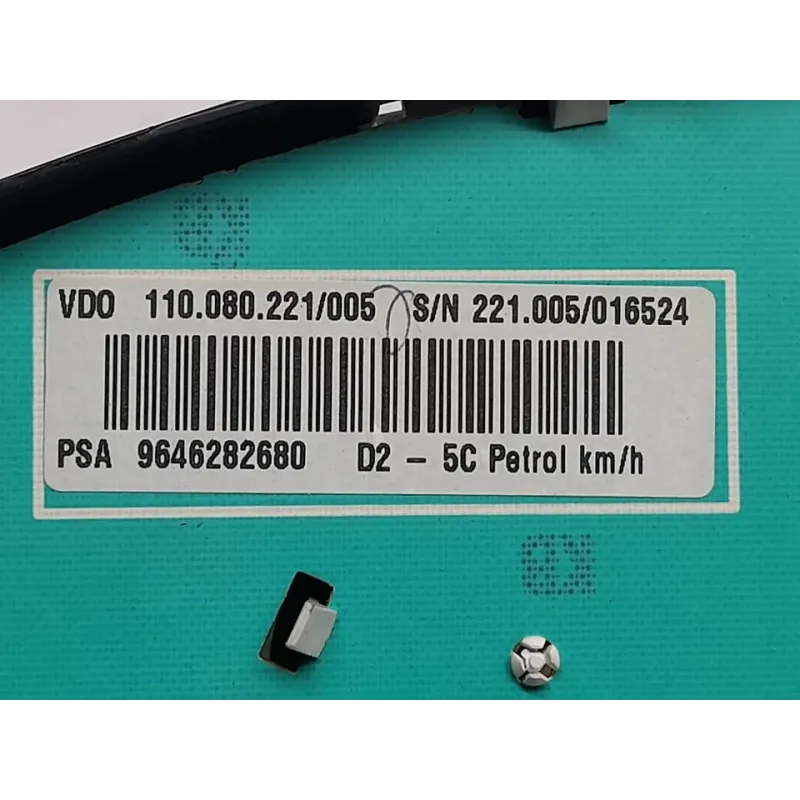 VDO 110.080.221/005 S/N 221.005/016524
PSA 9646282680 D2 - 5C Petrol km/h